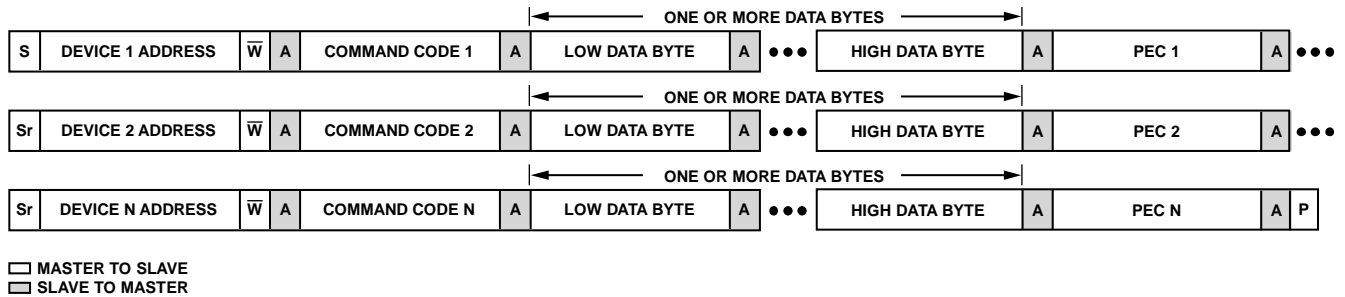 ONE OR MORE DATA BYTES
S DEVICE 1 ADDRESS W̅ A COMMAND CODE 1 A LOW DATA BYTE A ••• HIGH DATA BYTE A PEC 1 A •••
ONE OR MORE DATA BYTES
Sr DEVICE 2 ADDRESS W̅ A COMMAND CODE 2 A LOW DATA BYTE A ••• HIGH DATA BYTE A PEC 2 A •••
ONE OR MORE DATA BYTES
Sr DEVICE N ADDRESS W̅ A COMMAND CODE N A LOW DATA BYTE A ••• HIGH DATA BYTE A PEC N A P
MASTER TO SLAVE
SLAVE TO MASTER